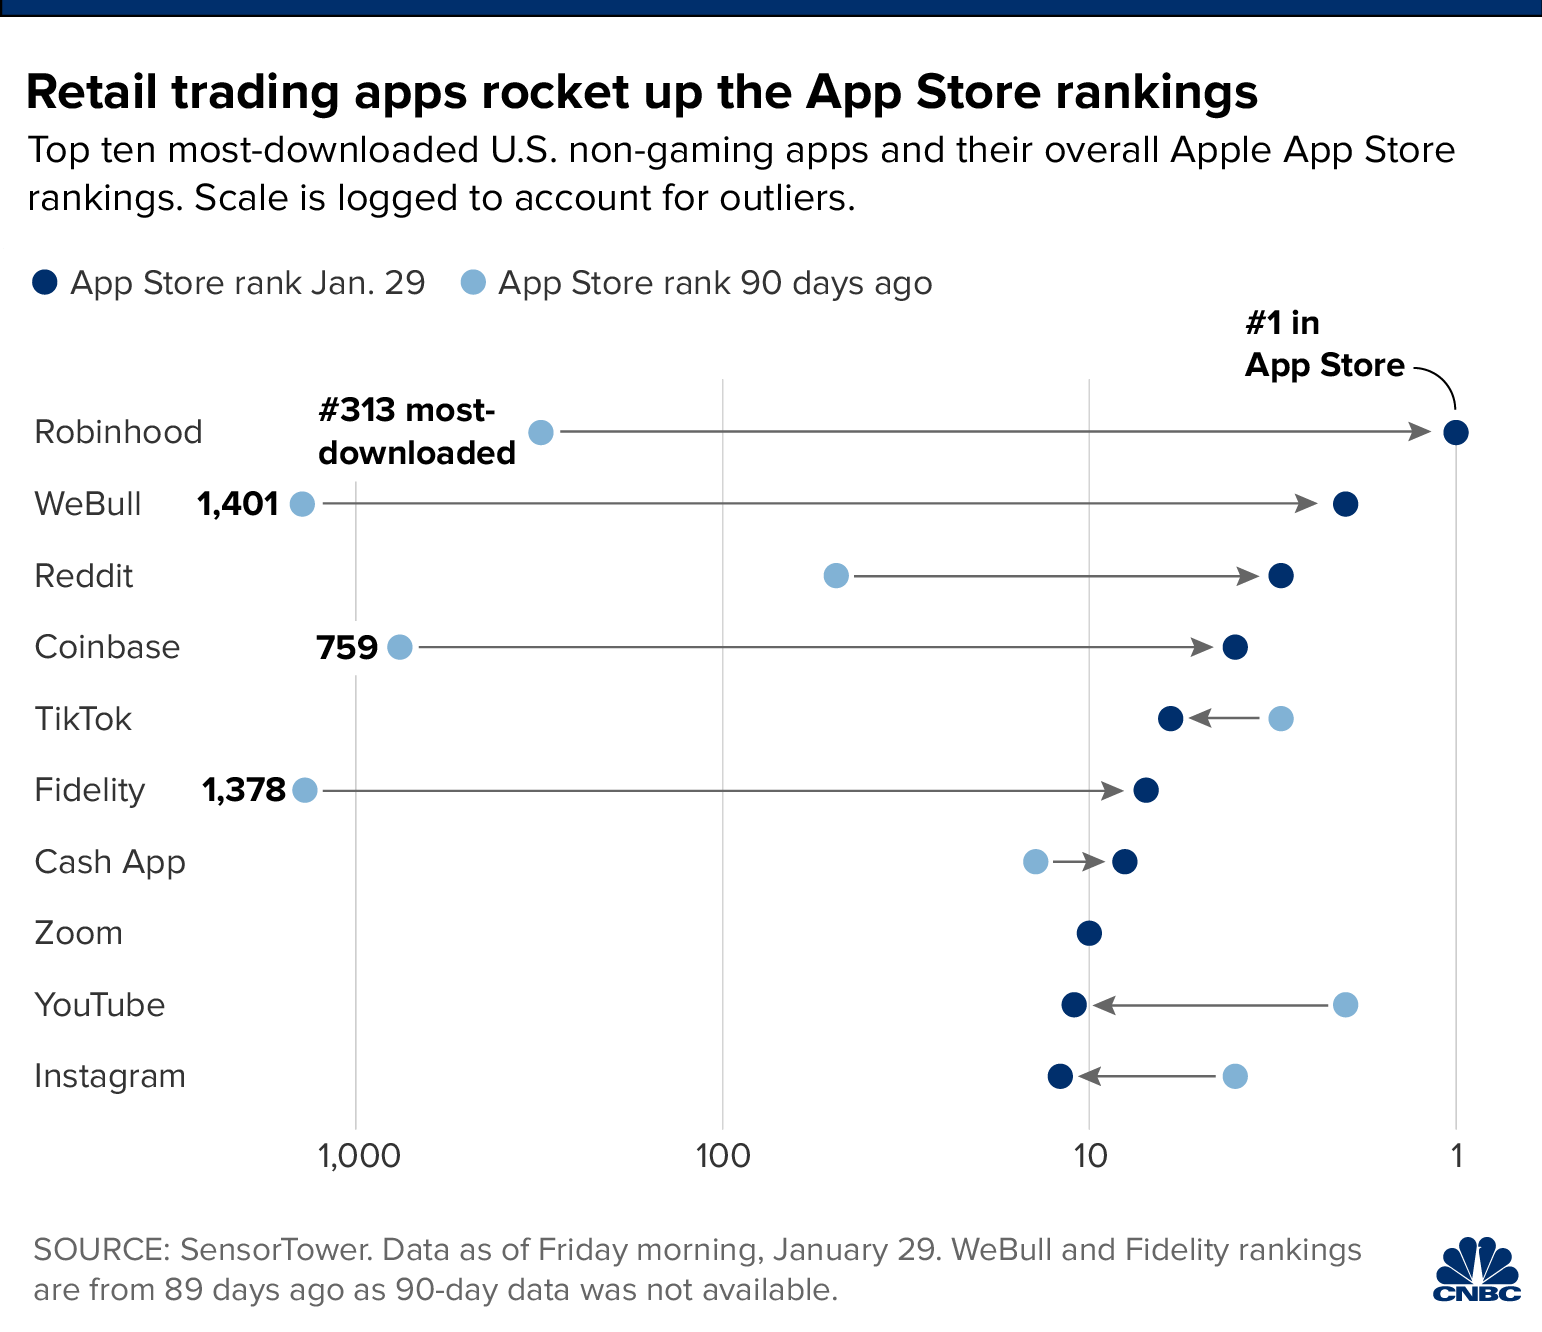 Retail trading apps rocket up the App Store rankings
Top ten most-downloaded U.S. non-gaming apps and their overall Apple App Store
rankings. Scale is logged to account for outliers.
App Store rank Jan. 29
App Store rank 90 days ago
#1 in
App Store
Robinhood
#313 most-
downloaded
WeBull
1,401
Reddit
Coinbase
759
TikTok
Fidelity
1,378
Cash App
Zoom
YouTube
Instagram
1,000
100
10
1
SOURCE: SensorTower. Data as of Friday morning, January 29. WeBull and Fidelity rankings
are from 89 days ago as 90-day data was not available.
CNBC